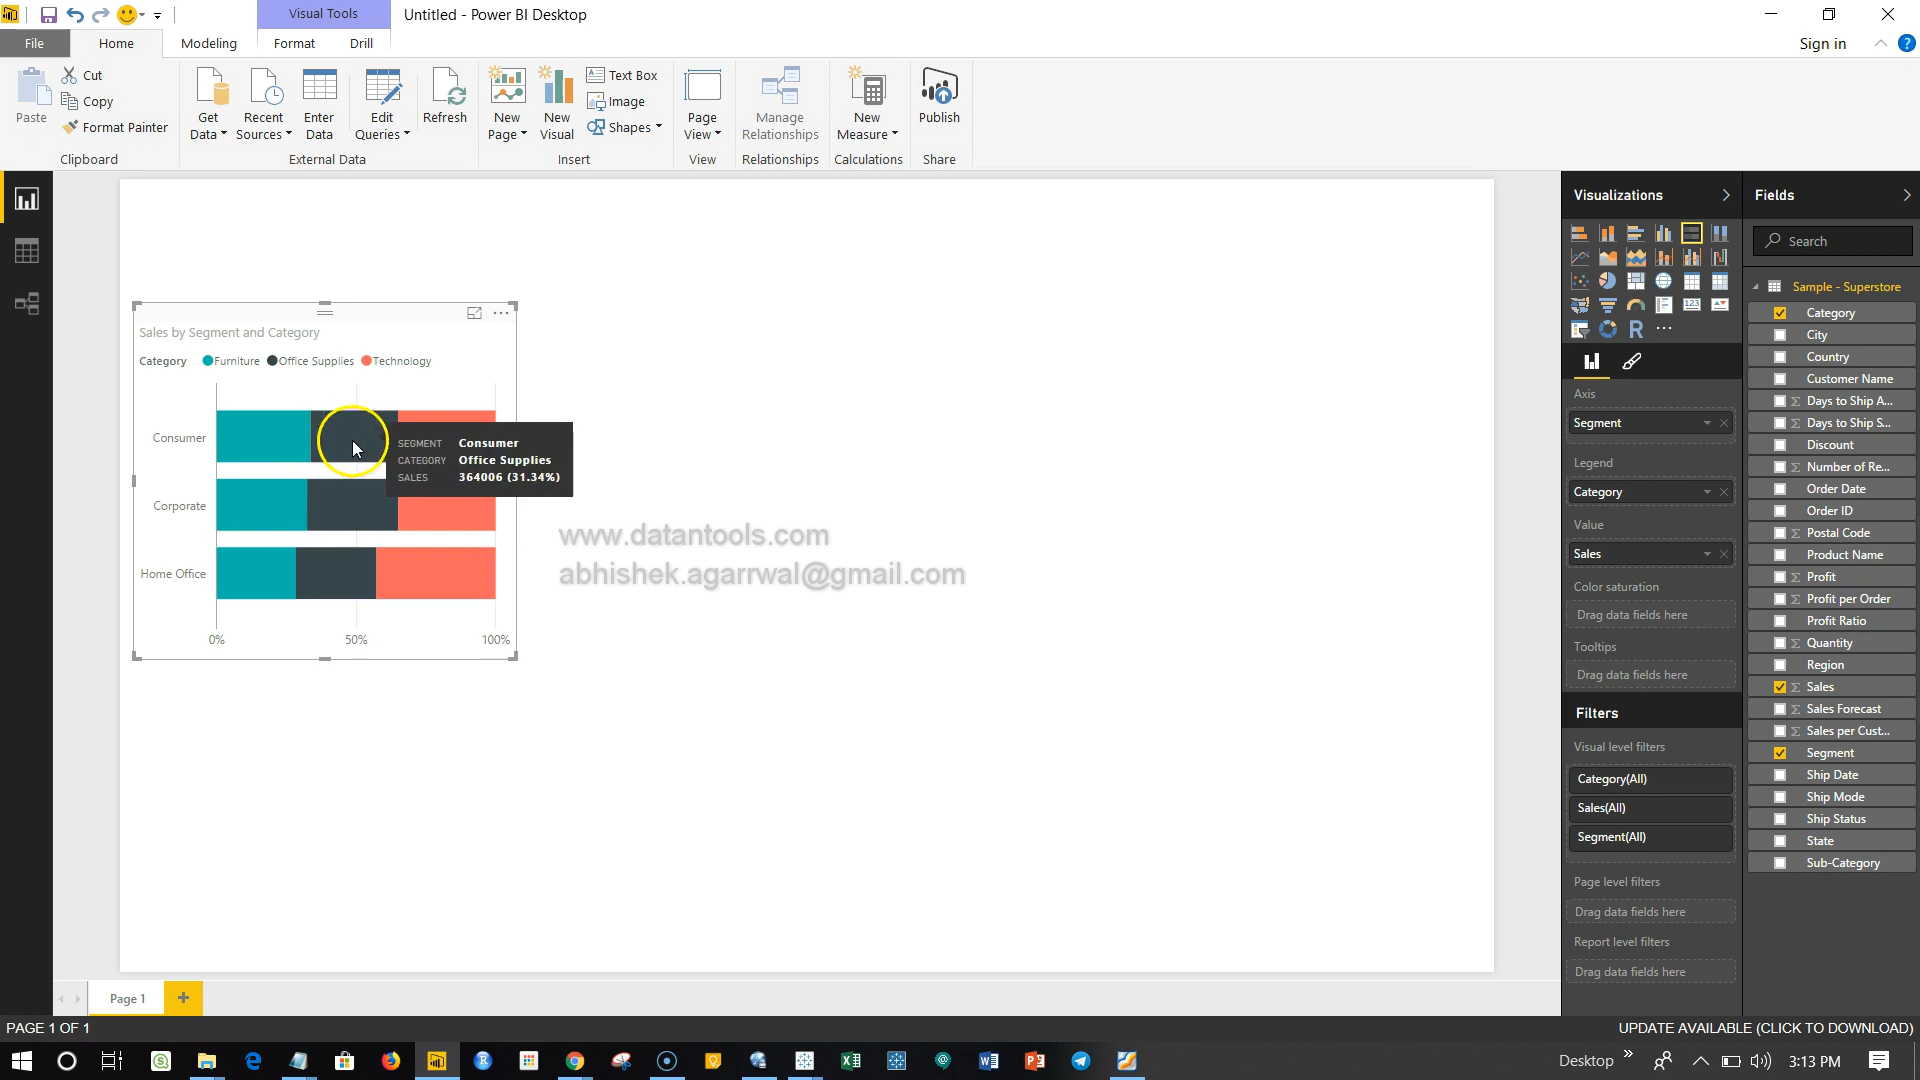 Visual Tools
Untitled - Power BI Desktop
File
Home
Modeling
Format
Drill
Sign in
?
Paste
Cut
Copy
Format Painter
Clipboard
Get Data
Recent Sources
Enter Data
Edit Queries
Refresh
External Data
New Page
New Visual
Text Box
Image
Shapes
Insert
Page View
View
Manage Relationships
Relationships
New Measure
Calculations
Publish
Share
Sales by Segment and Category
Category Furniture Office Supplies Technology
Consumer
Corporate
Home Office
0% 50% 100%
SEGMENT Consumer
CATEGORY Office Supplies
SALES 364006 (31.34%)
www.datantools.com
abhishek.agarrwal@gmail.com
Visualizations
R
123
Axis
Segment
Legend
Category
Value
Sales
Color saturation
Drag data fields here
Tooltips
Drag data fields here
Filters
Visual level filters
Category(All)
Sales(All)
Segment(All)
Page level filters
Drag data fields here
Report level filters
Drag data fields here
Fields
Search
Sample - Superstore
Category
City
Country
Customer Name
Days to Ship A...
Days to Ship S...
Discount
Number of Re...
Order Date
Order ID
Postal Code
Product Name
Profit
Profit per Order
Profit Ratio
Quantity
Region
Sales
Sales Forecast
Sales per Cust...
Segment
Ship Date
Ship Mode
Ship Status
State
Sub-Category
Page 1
PAGE 1 OF 1
UPDATE AVAILABLE (CLICK TO DOWNLOAD)
Desktop
3:13 PM